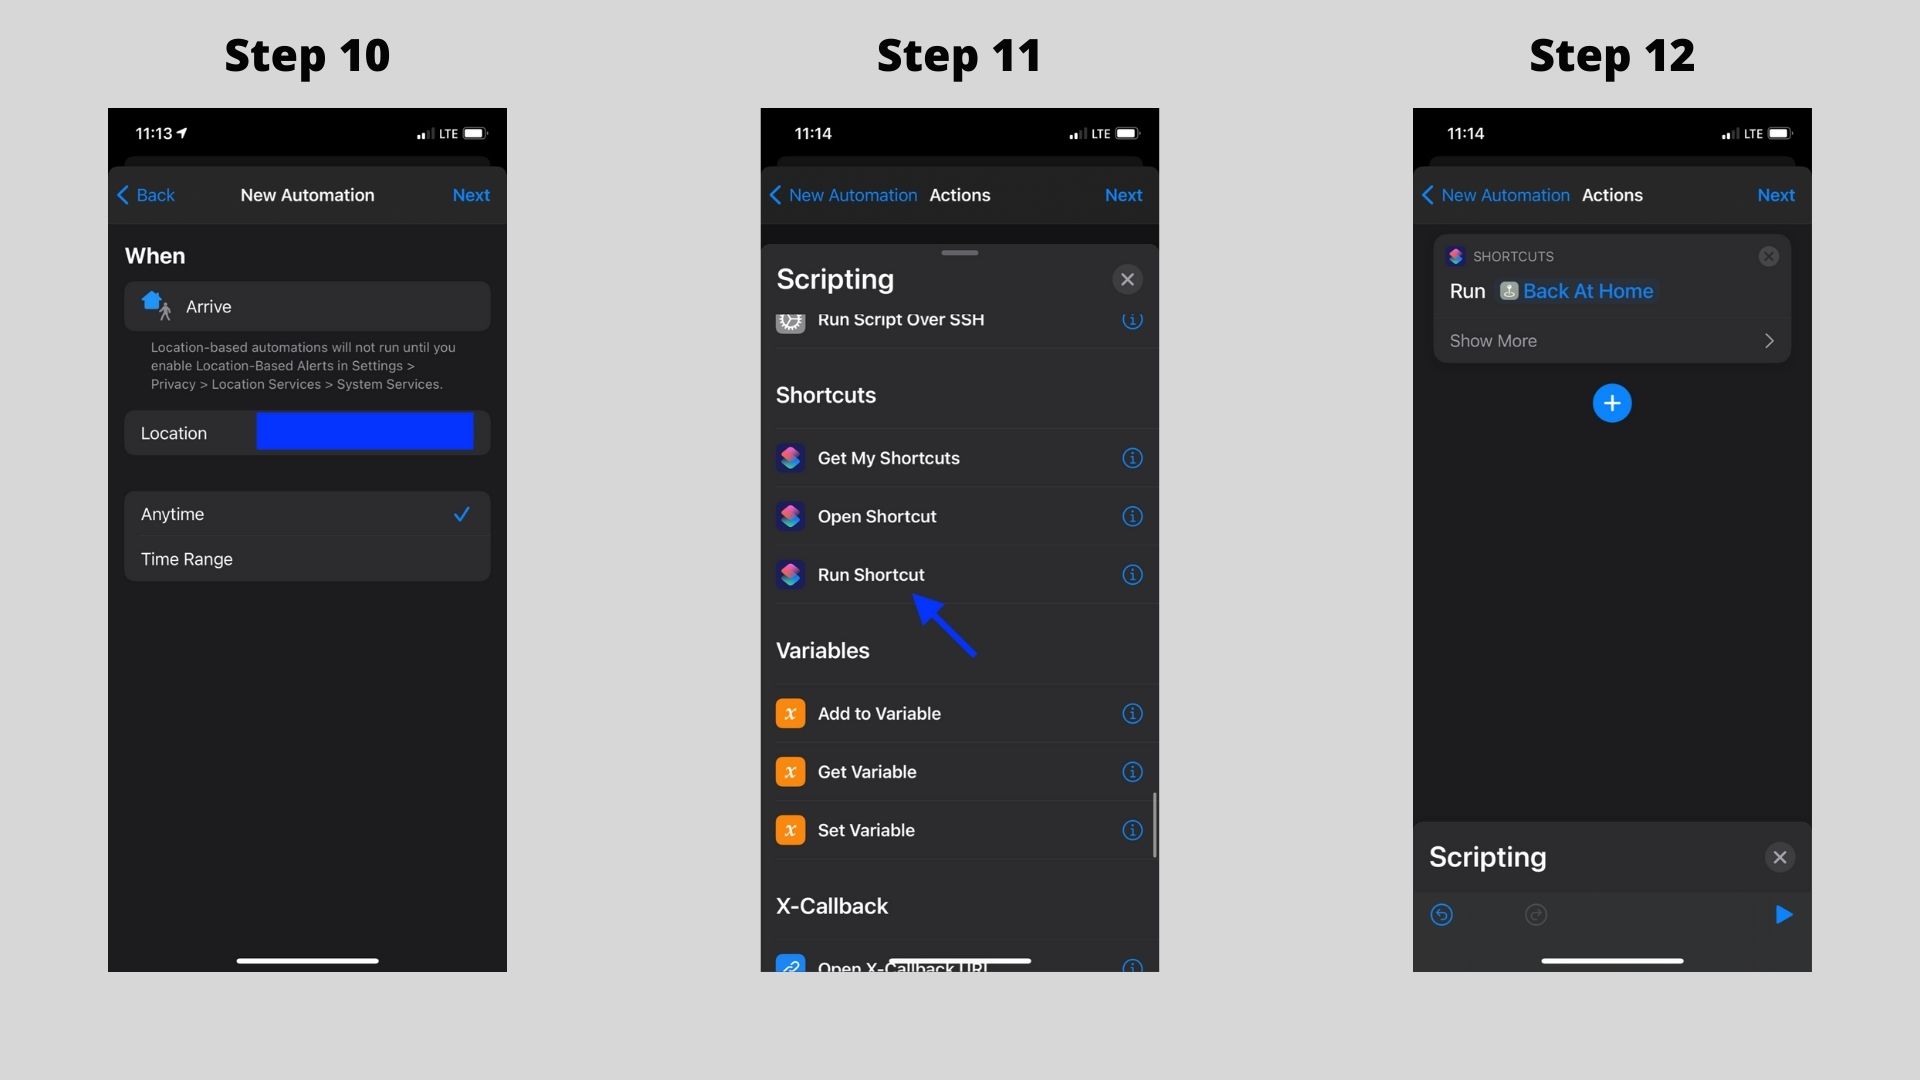 Step 10
11:13
LTE
Back
New Automation
Next
When
Arrive
Location-based automations will not run until you
enable Location-Based Alerts in Settings >
Privacy > Location Services > System Services.
Location
Anytime
Time Range
Step 11
11:14
LTE
New Automation
Actions
Next
Scripting
Run Script Over SSH
Shortcuts
Get My Shortcuts
Open Shortcut
Run Shortcut
Variables
x Add to Variable
x Get Variable
x Set Variable
X-Callback
Open X-Callback URL
Step 12
11:14
LTE
New Automation
Actions
Next
SHORTCUTS
Run Back At Home
Show More
Scripting